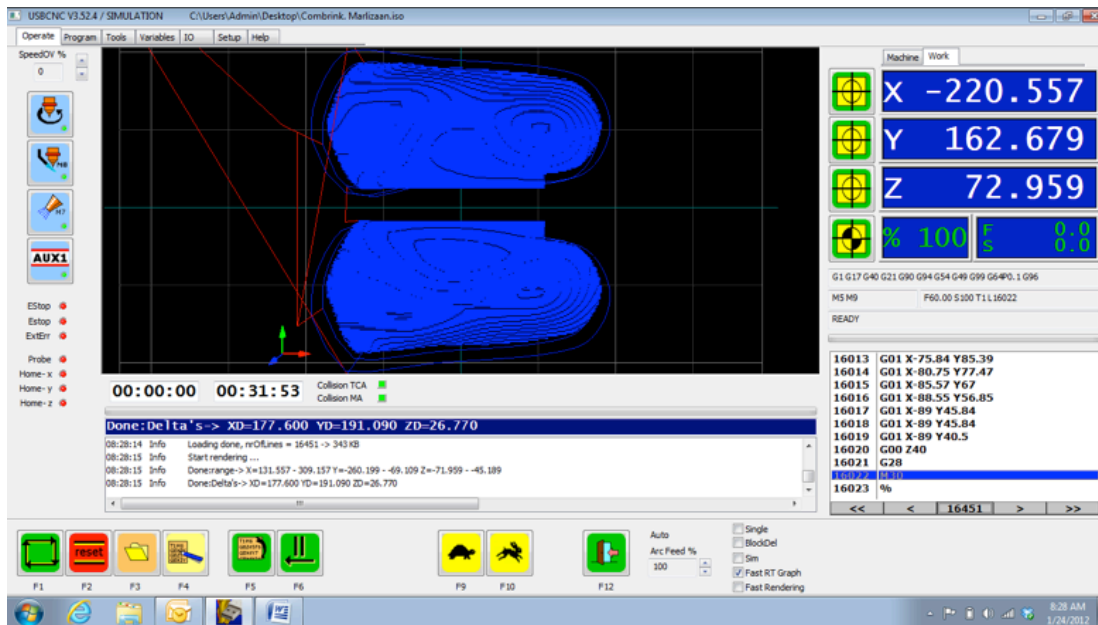 USBCNC V3.52.4 / SIMULATION C:\Users\Admin\Desktop\Combrink. Marlizaan.iso
Operate Program Tools Variables IO Setup Help
SpeedOV %
0
M8
M7
AUX1
EStop
Estop
ExtErr
Probe
Home-x
Home-y
Home-z
Machine Work
X -220.557
Y 162.679
Z 72.959
% 100
F 0.0
S 0.0
G1 G17 G40 G21 G90 G94 G54 G49 G99 G64P0.1 G96
M5 M9 F60.00 S100 T1 L16022
READY
16013 G01 X-75.84 Y85.39
16014 G01 X-80.75 Y77.47
16015 G01 X-85.57 Y67
16016 G01 X-88.55 Y56.85
16017 G01 X-89 Y45.84
16018 G01 X-89 Y45.84
16019 G01 X-89 Y40.5
16020 G00 Z40
16021 G28
16022 M30
16023 %
<< < 16451 > >>
00:00:00 00:31:53
Collision TCA
Collision MA
Done:Delta's-> XD=177.600 YD=191.090 ZD=26.770
08:28:14 Info Loading done, nrOfLines = 16451 -> 343 KB
08:28:15 Info Start rendering ...
08:28:15 Info Done:range-> X=131.557 - 309.157 Y=-260.199 - -69.109 Z=-71.959 - -45.189
08:28:15 Info Done:Delta's-> XD=177.600 YD=191.090 ZD=26.770
reset
F1 F2 F3 F4 F5 F6 F9 F10 F12
Auto
Arc Feed %
100
Single
BlockDel
Sim
Fast RT Graph
Fast Rendering
8:28 AM
1/24/2012